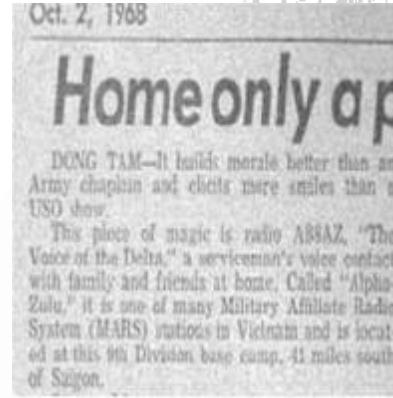 Oct. 2, 1968
Home only a p
DONG TAM—It builds morale better than an
Army chaplain and elicits more smiles than a
USO show.
This piece of magic is radio AB8AZ, "The
Voice of the Delta," a serviceman's voice contact
with family and friends at home. Called "Alpha-
Zulu," it is one of many Military Affiliate Radio
System (MARS) stations in Vietnam and is locat-
ed at this 9th Division base camp, 41 miles south
of Saigon.